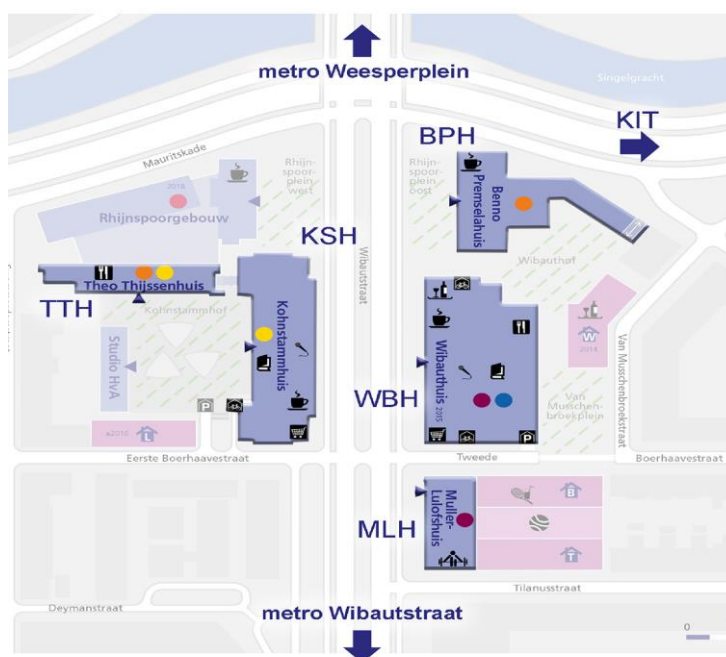 metro Weesperplein
Singelgracht
KIT
BPH
Mauritskade
Rhijn-
spoor-
plein
west
Rhijn-
spoor-
plein
oost
Benno
Premselahuis
2018
Rhijnspoorgebouw
KSH
Wibautstraat
Wibauthof
Theo Thijssenhuis
TTH
Kohnstammhof
Kohnstammhuis
Studio HvA
W
2014
Van Musschenbroekstraat
Wibauthuis 2015
WBH
Van
Musschen-
broekplein
P
L
P
Eerste Boerhaavestraat
Tweede
Boerhaavestraat
Muller-
Lulofshuis
B
MLH
T
Tilanusstraat
Deymanstraat
metro Wibautstraat
0